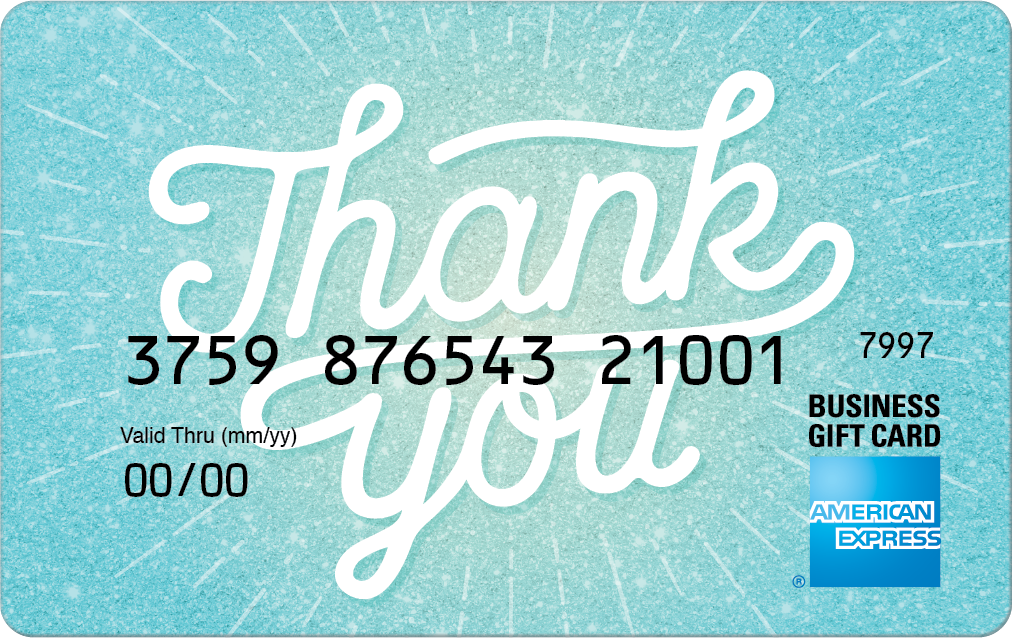 Thank
3759 876543 21001 7997
you
Valid Thru (mm/yy)
00/00
BUSINESS
GIFT CARD
AMERICAN
EXPRESS
®